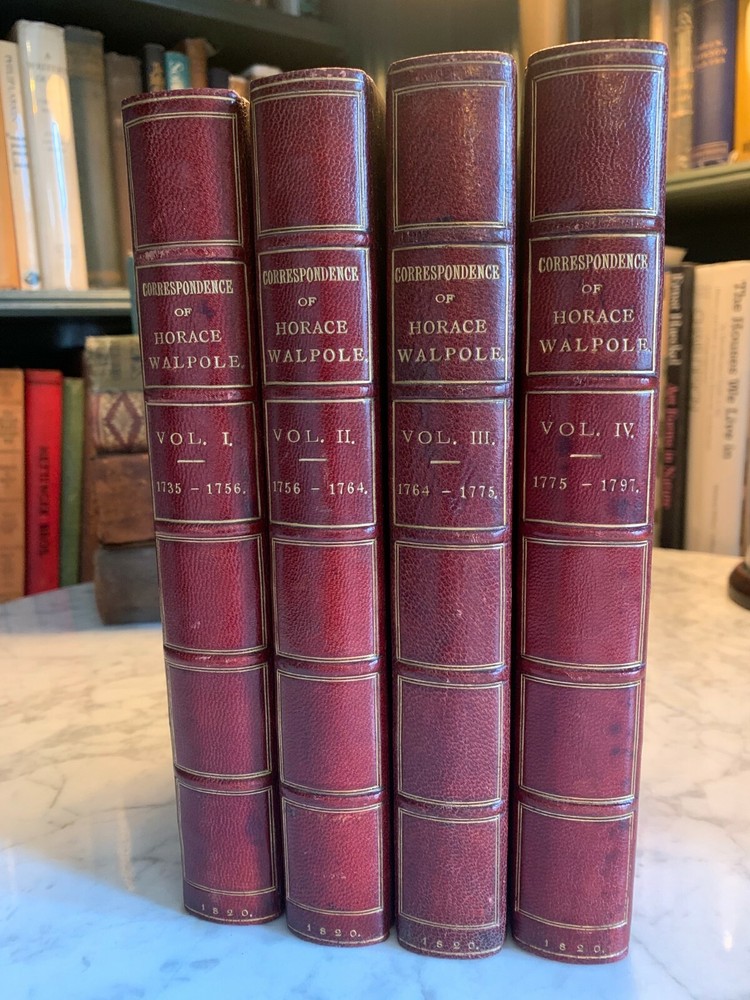 CORRESPONDENCE
OF
HORACE
WALPOLE.
VOL. I.
1735 – 1756.
1820.
CORRESPONDENCE
OF
HORACE
WALPOLE.
VOL. II.
1756 – 1764.
1820.
CORRESPONDENCE
OF
HORACE
WALPOLE.
VOL. III.
1764 – 1775.
1820.
CORRESPONDENCE
OF
HORACE
WALPOLE.
VOL. IV.
1775 – 1797.
1820.
The Houses We Live in